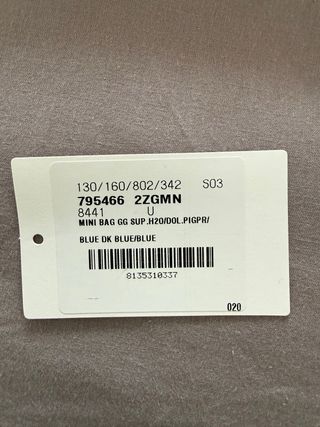 130/160/802/342 S03
795466 2ZGMN
8441 U
MINI BAG GG SUP.H20/DOL.PIGPR/
BLUE DK BLUE/BLUE
8135310337
020